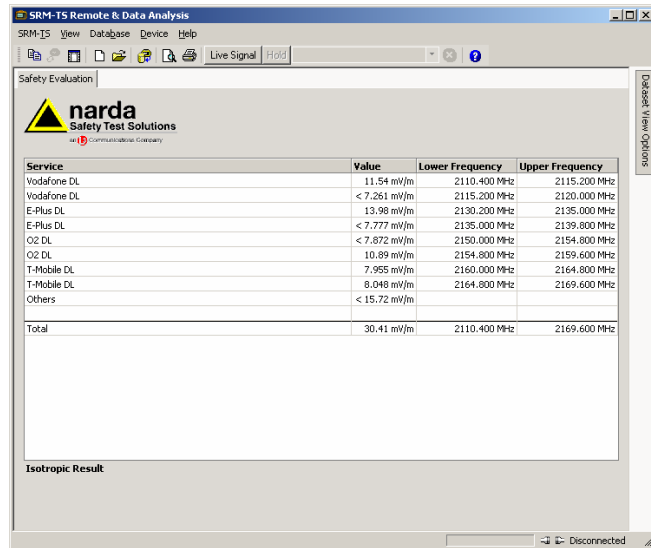 SRM-TS Remote & Data Analysis
SRM-TS View Database Device Help
Live Signal Hold
Safety Evaluation
Dataset View Options
narda
Safety Test Solutions
an L3 Communications Company
Service Value Lower Frequency Upper Frequency
Vodafone DL 11.54 mV/m 2110.400 MHz 2115.200 MHz
Vodafone DL < 7.261 mV/m 2115.200 MHz 2120.000 MHz
E-Plus DL 13.98 mV/m 2130.200 MHz 2135.000 MHz
E-Plus DL < 7.777 mV/m 2135.000 MHz 2139.800 MHz
O2 DL < 7.872 mV/m 2150.000 MHz 2154.800 MHz
O2 DL 10.89 mV/m 2154.800 MHz 2159.600 MHz
T-Mobile DL 7.955 mV/m 2160.000 MHz 2164.800 MHz
T-Mobile DL 8.048 mV/m 2164.800 MHz 2169.600 MHz
Others < 15.72 mV/m
Total 30.41 mV/m 2110.400 MHz 2169.600 MHz
Isotropic Result
Disconnected